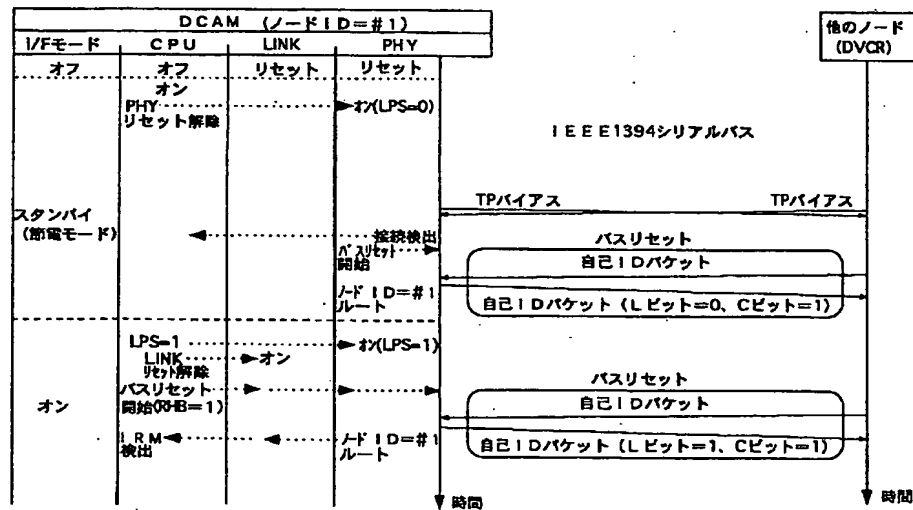 DCAM (ノードID=#1)
他のノード
(DVCR)
I/Fモード CPU LINK PHY
オフ オフ リセット リセット
オン
PHY
リセット解除
オン(LPS=0)
IEEE1394シリアルバス
TPバイアス TPバイアス
スタンバイ
(節電モード)
接続検出
バスリセット
開始
バスリセット
自己IDパケット
ノードID=#1
ルート
自己IDパケット (Lビット=0、Cビット=1)
LPS=1
オン(LPS=1)
LINK
リセット解除
オン
オン
バスリセット
開始(RHB=1)
バスリセット
自己IDパケット
IRM
検出
ノードID=#1
ルート
自己IDパケット (Lビット=1、Cビット=1)
時間 時間